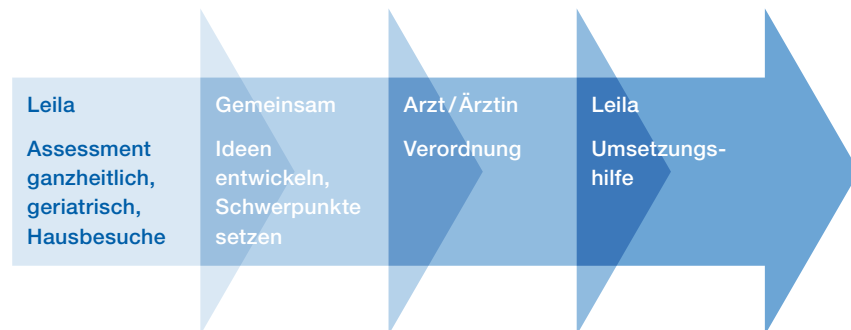 Leila
Assessment
ganzheitlich,
geriatrisch,
Hausbesuche
Gemeinsam
Ideen
entwickeln,
Schwerpunkte
setzen
Arzt/Ärztin
Verordnung
Leila
Umsetzungs-
hilfe